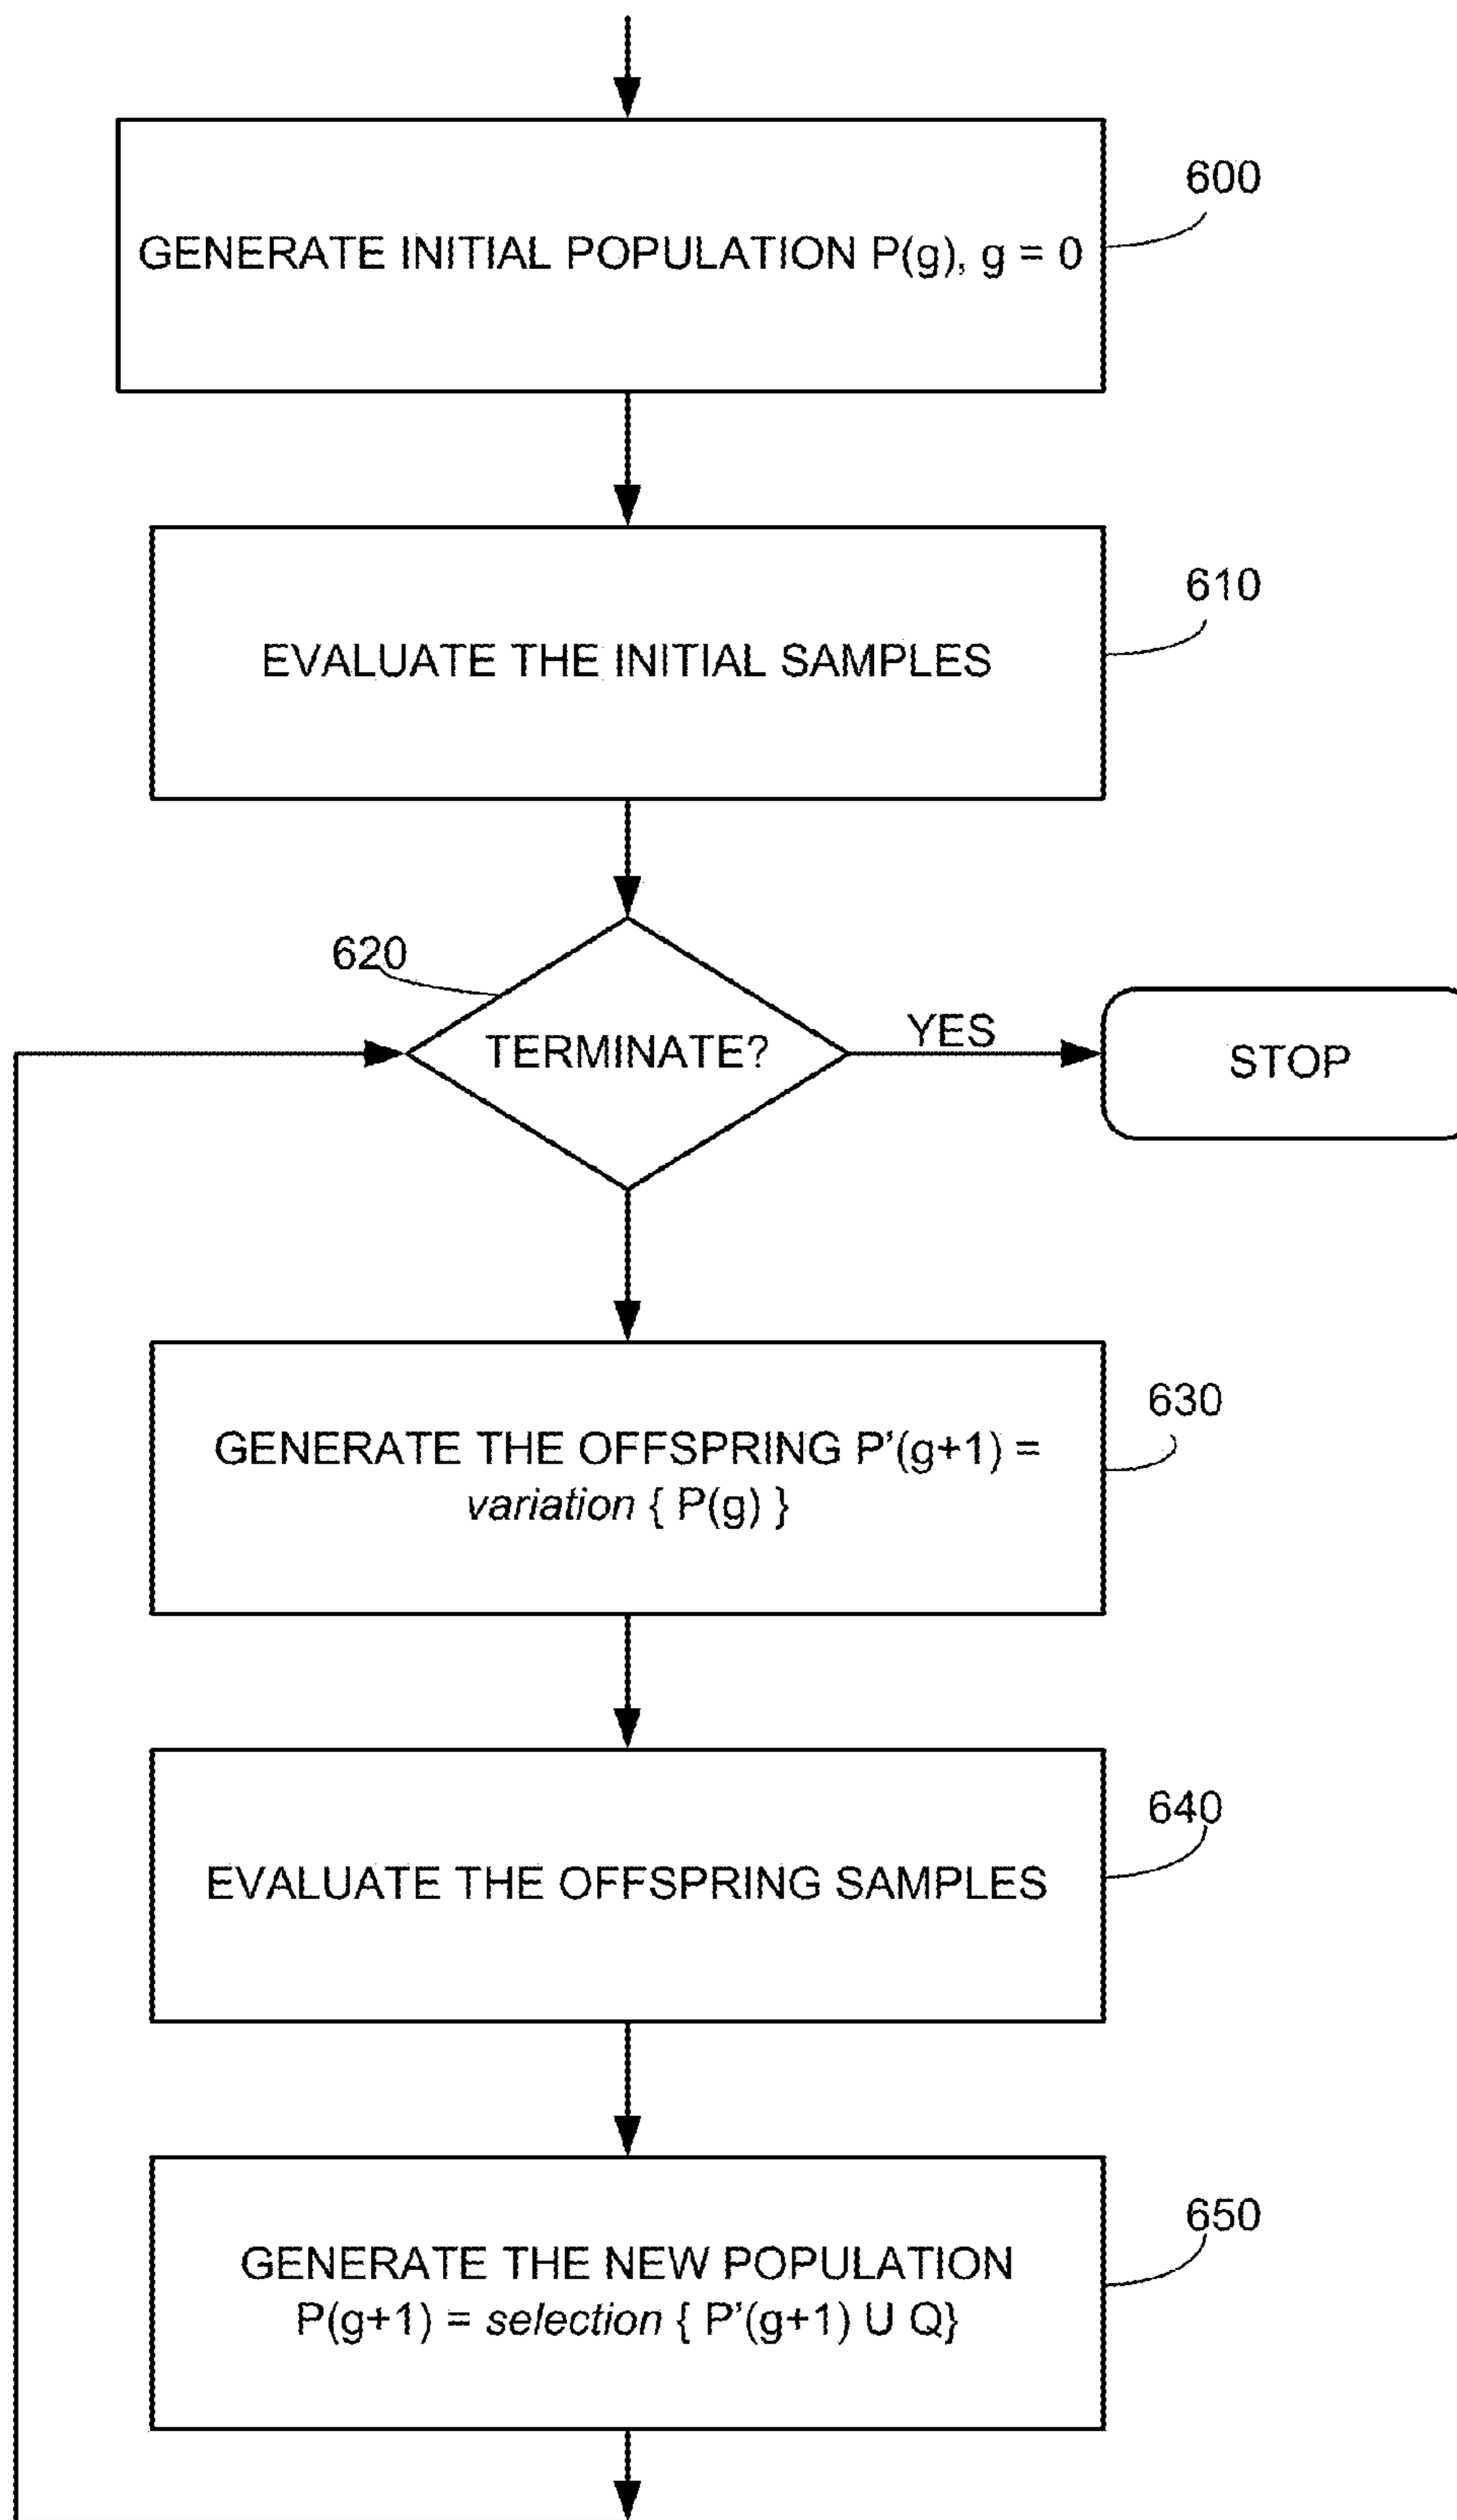 GENERATE INITIAL POPULATION P(g), g = 0
600
EVALUATE THE INITIAL SAMPLES
610
620
TERMINATE?
YES
STOP
GENERATE THE OFFSPRING P'(g+1) =
variation { P(g) }
630
EVALUATE THE OFFSPRING SAMPLES
640
GENERATE THE NEW POPULATION
P(g+1) = selection { P'(g+1) U Q}
650